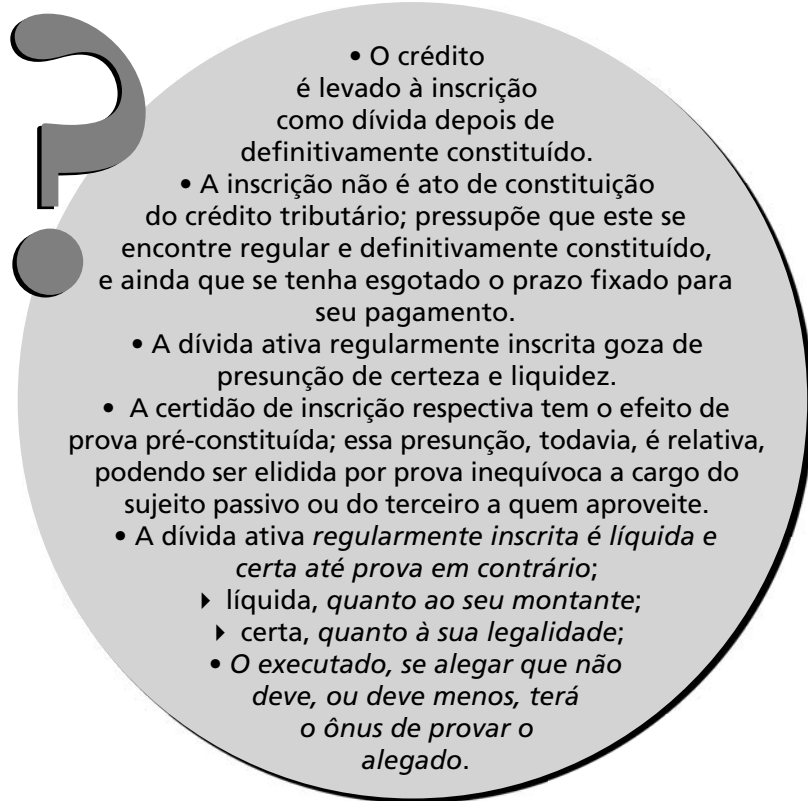 • O crédito
é levado à inscrição
como dívida depois de
definitivamente constituído.
• A inscrição não é ato de constituição
do crédito tributário; pressupõe que este se
encontre regular e definitivamente constituído,
e ainda que se tenha esgotado o prazo fixado para
seu pagamento.
• A dívida ativa regularmente inscrita goza de
presunção de certeza e liquidez.
• A certidão de inscrição respectiva tem o efeito de
prova pré-constituída; essa presunção, todavia, é relativa,
podendo ser elidida por prova inequívoca a cargo do
sujeito passivo ou do terceiro a quem aproveite.
• A dívida ativa regularmente inscrita é líquida e
certa até prova em contrário;
▸ líquida, quanto ao seu montante;
▸ certa, quanto à sua legalidade;
• O executado, se alegar que não
deve, ou deve menos, terá
o ônus de provar o
alegado.